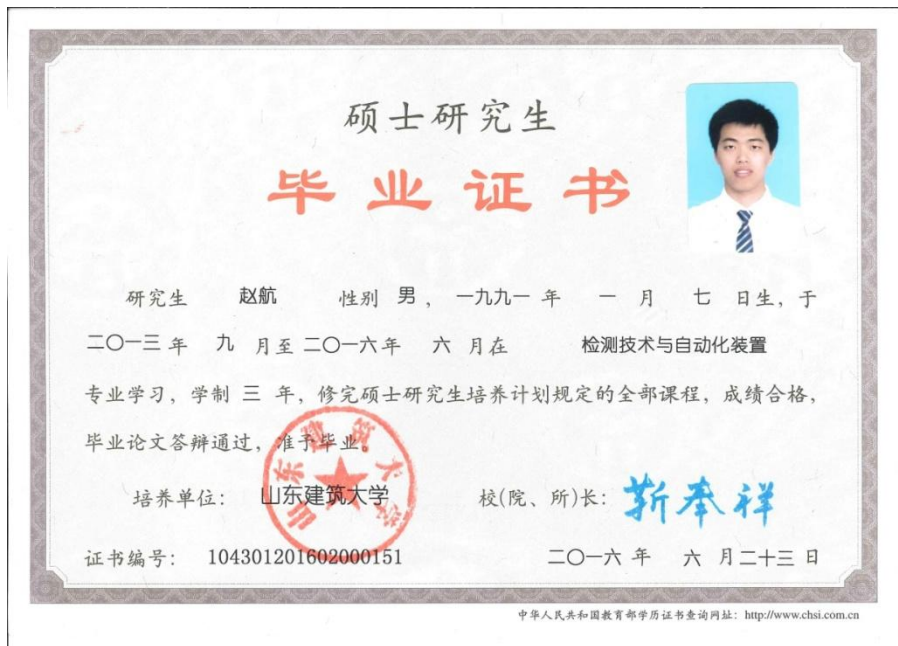 硕士研究生
毕业证书
研究生 赵航 性别 男 ，一九九一 年 一 月 七 日生，于
二〇一三 年 九 月至 二〇一六 年 六 月在 检测技术与自动化装置
专业学习，学制 三 年，修完硕士研究生培养计划规定的全部课程，成绩合格，
毕业论文答辩通过，准予毕业。
山东建筑大学
培养单位： 山东建筑大学 校(院、所)长： 靳奉祥
证书编号： 104301201602000151 二〇一六 年 六 月 二十三 日
中华人民共和国教育部学历证书查询网址：http://www.chsi.com.cn